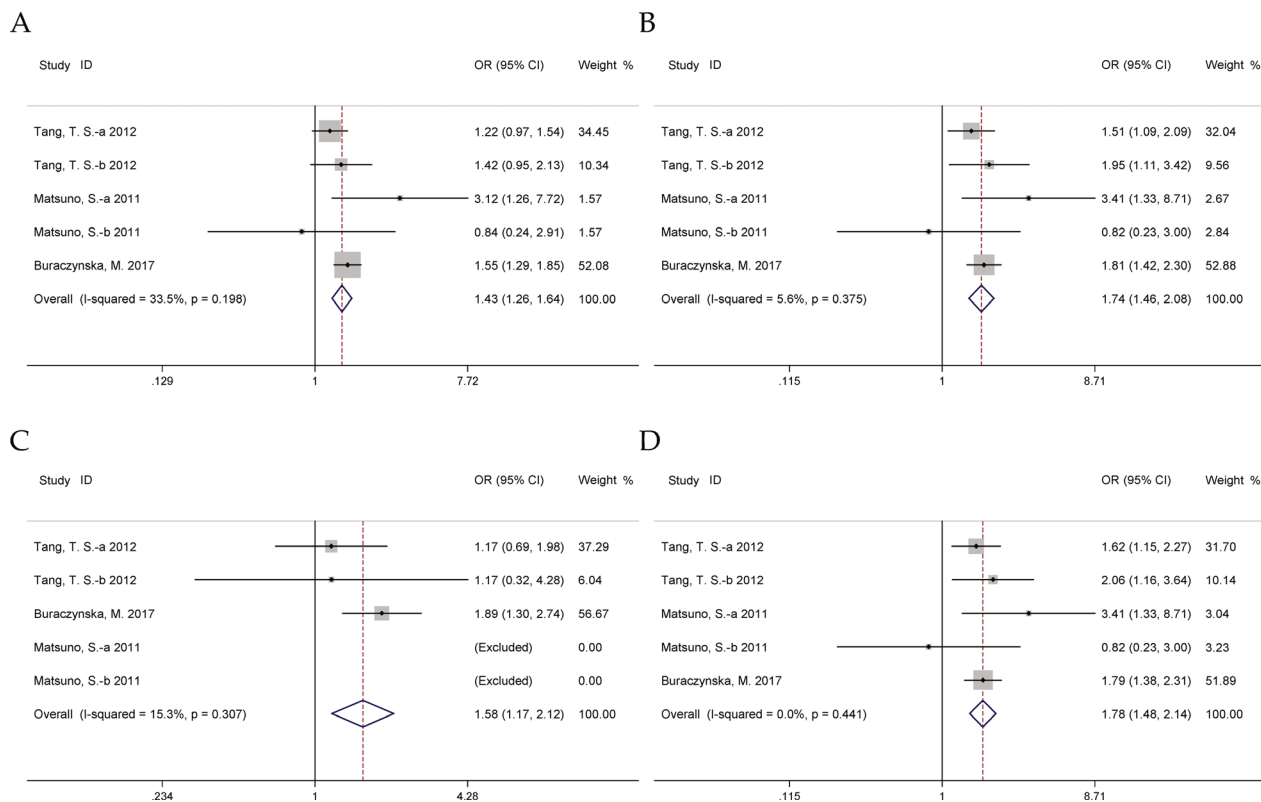 A
Study ID OR (95% CI) Weight %
Tang, T. S.-a 2012 1.22 (0.97, 1.54) 34.45
Tang, T. S.-b 2012 1.42 (0.95, 2.13) 10.34
Matsuno, S.-a 2011 3.12 (1.26, 7.72) 1.57
Matsuno, S.-b 2011 0.84 (0.24, 2.91) 1.57
Buraczynska, M. 2017 1.55 (1.29, 1.85) 52.08
Overall (I-squared = 33.5%, p = 0.198) 1.43 (1.26, 1.64) 100.00
.129 1 7.72
B
Study ID OR (95% CI) Weight %
Tang, T. S.-a 2012 1.51 (1.09, 2.09) 32.04
Tang, T. S.-b 2012 1.95 (1.11, 3.42) 9.56
Matsuno, S.-a 2011 3.41 (1.33, 8.71) 2.67
Matsuno, S.-b 2011 0.82 (0.23, 3.00) 2.84
Buraczynska, M. 2017 1.81 (1.42, 2.30) 52.88
Overall (I-squared = 5.6%, p = 0.375) 1.74 (1.46, 2.08) 100.00
.115 1 8.71
C
Study ID OR (95% CI) Weight %
Tang, T. S.-a 2012 1.17 (0.69, 1.98) 37.29
Tang, T. S.-b 2012 1.17 (0.32, 4.28) 6.04
Buraczynska, M. 2017 1.89 (1.30, 2.74) 56.67
Matsuno, S.-a 2011 (Excluded) 0.00
Matsuno, S.-b 2011 (Excluded) 0.00
Overall (I-squared = 15.3%, p = 0.307) 1.58 (1.17, 2.12) 100.00
.234 1 4.28
D
Study ID OR (95% CI) Weight %
Tang, T. S.-a 2012 1.62 (1.15, 2.27) 31.70
Tang, T. S.-b 2012 2.06 (1.16, 3.64) 10.14
Matsuno, S.-a 2011 3.41 (1.33, 8.71) 3.04
Matsuno, S.-b 2011 0.82 (0.23, 3.00) 3.23
Buraczynska, M. 2017 1.79 (1.38, 2.31) 51.89
Overall (I-squared = 0.0%, p = 0.441) 1.78 (1.48, 2.14) 100.00
.115 1 8.71